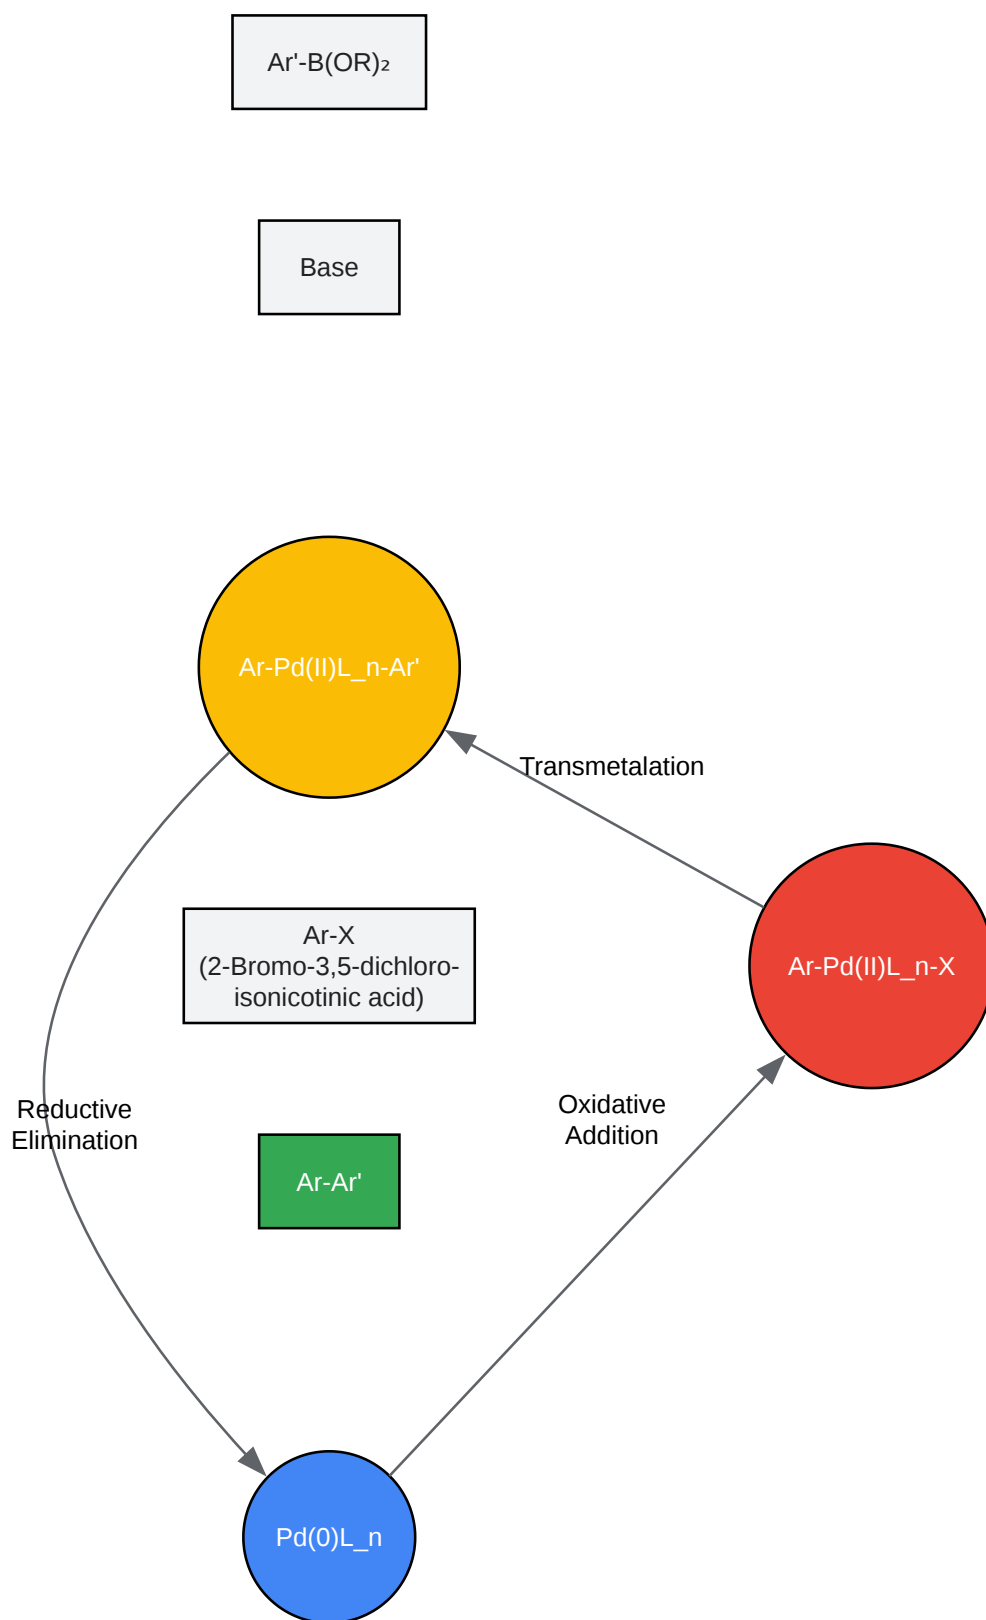 Ar'-B(OR)₂
Base
Ar-Pd(II)L_n-Ar'
Transmetalation
Ar-X
(2-Bromo-3,5-dichloro-
isonicotinic acid)
Ar-Pd(II)L_n-X
Reductive
Elimination
Oxidative
Addition
Ar-Ar'
Pd(0)L_n